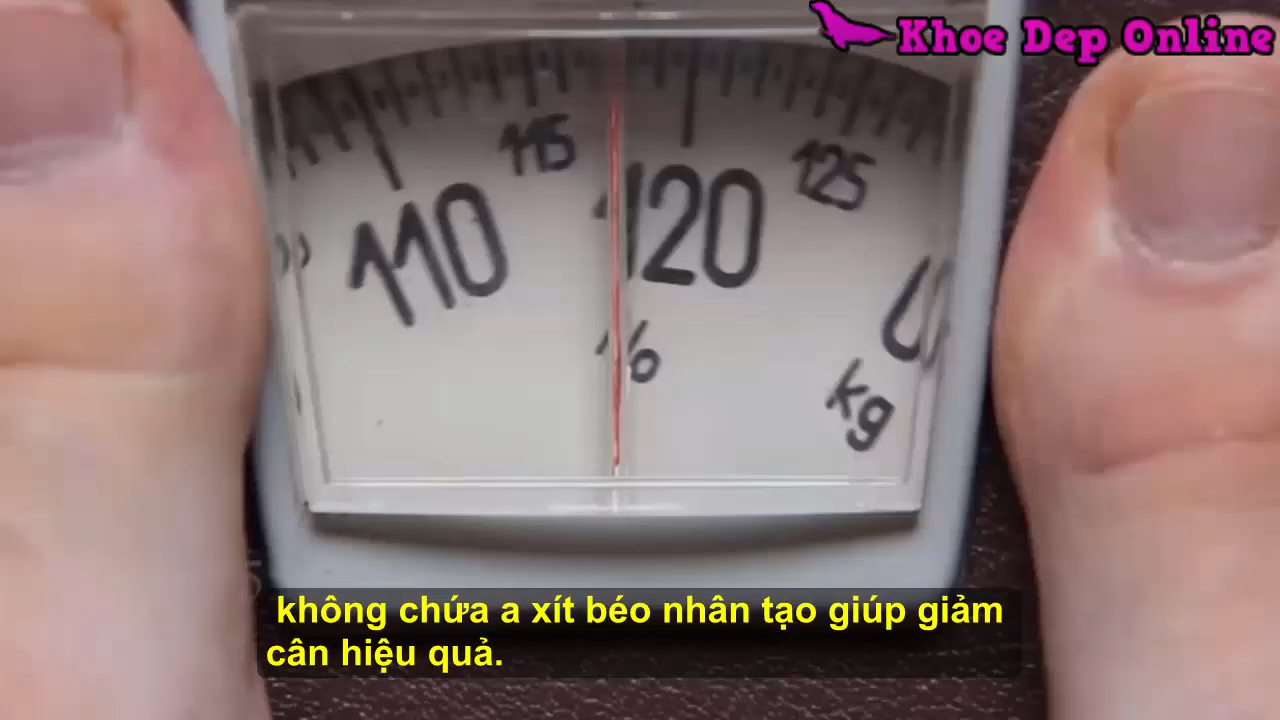 Khoe Dep Online
115
125
110
120
kg
không chứa a xít béo nhân tạo giúp giảm
cân hiệu quả.